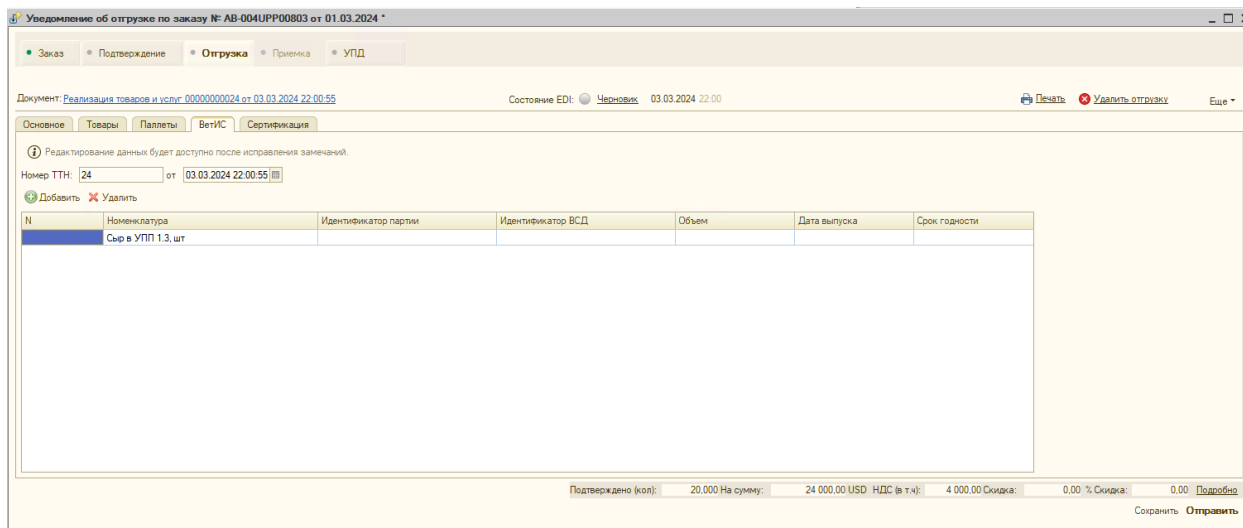 Уведомление об отгрузке по заказу № AB-004UPP00803 от 01.03.2024 *
Заказ Подтверждение Отгрузка Приемка УПД
Документ: Реализация товаров и услуг 00000000024 от 03.03.2024 22:00:55 Состояние EDI: Черновик 03.03.2024 22:00 Печать Удалить отгрузку Еще
Основное Товары Паллеты ВетИС Сертификация
Редактирование данных будет доступно после исправления замечаний.
Номер ТТН: 24 от 03.03.2024 22:00:55
Добавить Удалить
N Номенклатура Идентификатор партии Идентификатор ВСД Объем Дата выпуска Срок годности
Сыр в УПП 1.3, шт
Подтверждено (кол): 20,000 На сумму: 24 000,00 USD НДС (в т.ч): 4 000,00 Скидка: 0,00 % Скидка: 0,00 Подробно
Сохранить Отправить